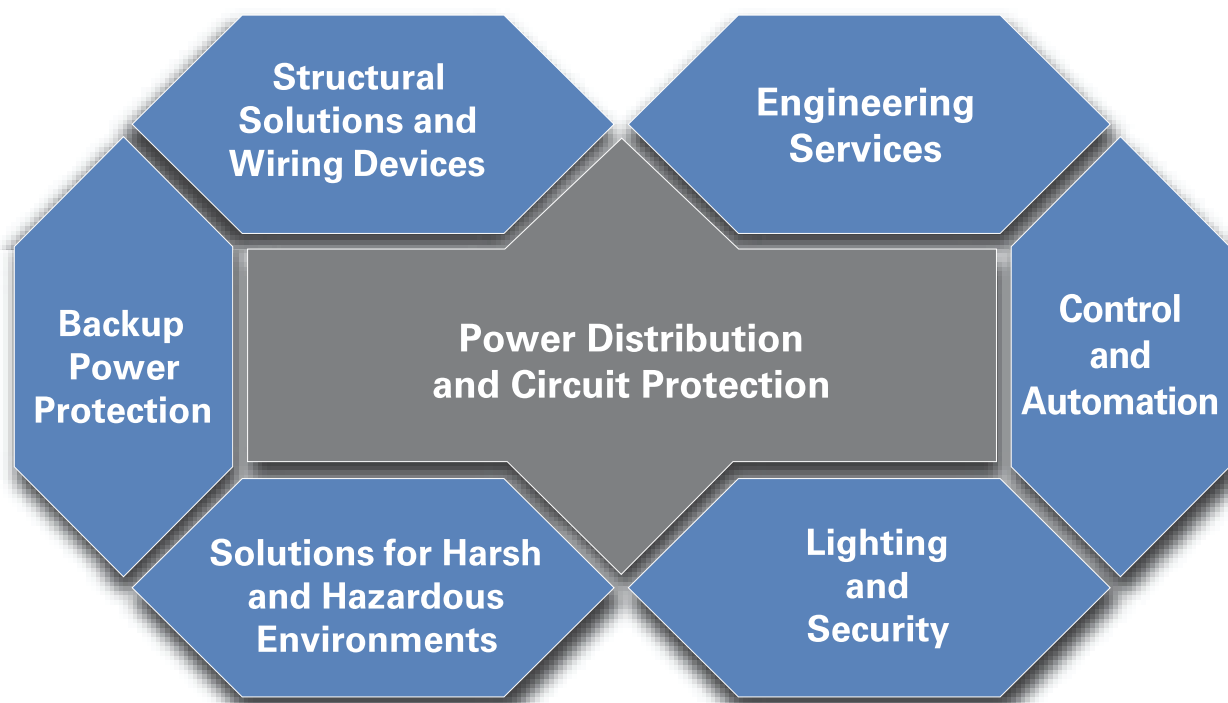 Structural
Solutions and
Wiring Devices
Engineering
Services
Backup
Power
Protection
Power Distribution
and Circuit Protection
Control
and
Automation
Solutions for Harsh
and Hazardous
Environments
Lighting
and
Security